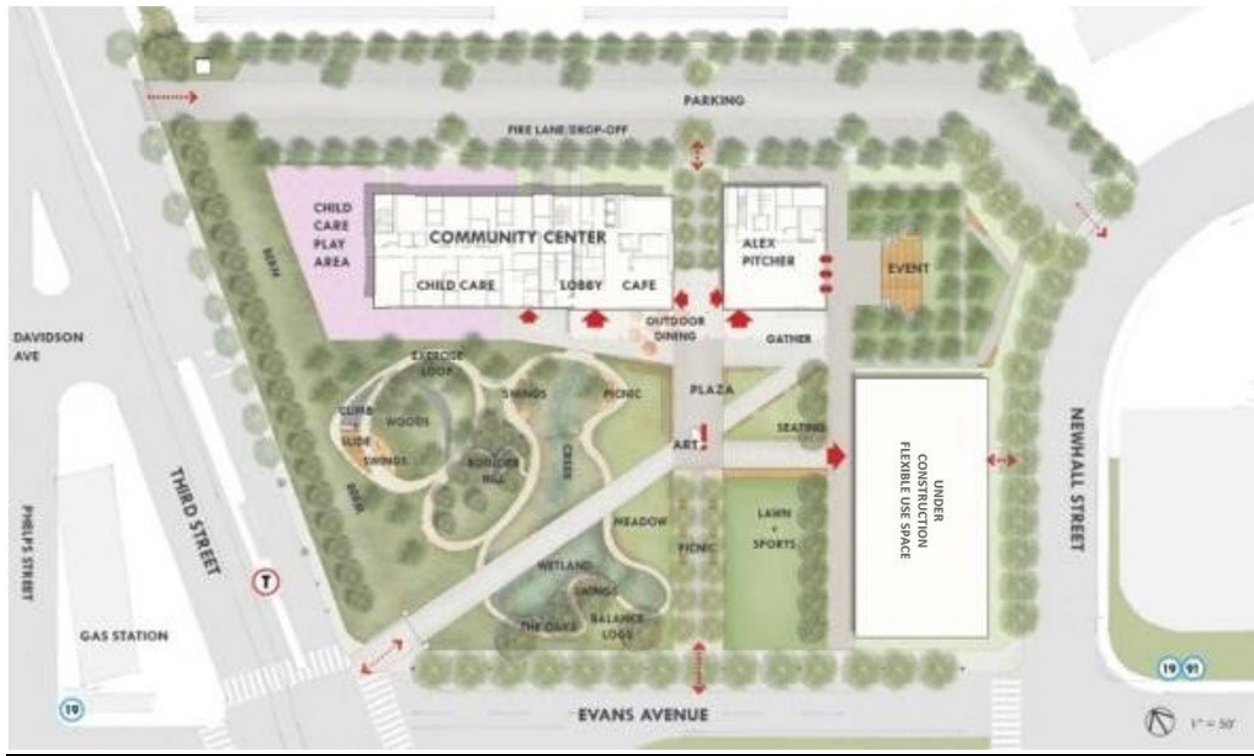 PARKING
FIRE LANE/DROP-OFF
CHILD
CARE
PLAY
AREA
COMMUNITY CENTER
CHILD CARE
LOBBY
CAFE
ALEX
PITCHER
EVENT
BERM
OUTDOOR
DINING
GATHER
DAVIDSON
AVE
EXERCISE
LOOP
SWINGS
PICNIC
PLAZA
CLIMB
WOODS
SLIDE
SWINGS
BOULDER
HILL
CREEK
ART
SEATING
BERM
MEADOW
PICNIC
LAWN
+
SPORTS
UNDER
CONSTRUCTION
FLEXIBLE USE SPACE
NEWHALL STREET
THIRD STREET
PHELPS STREET
T
WETLAND
SWINGS
THE OAKS
BALANCE
LOGS
GAS STATION
19
EVANS AVENUE
19 91
1" = 50'